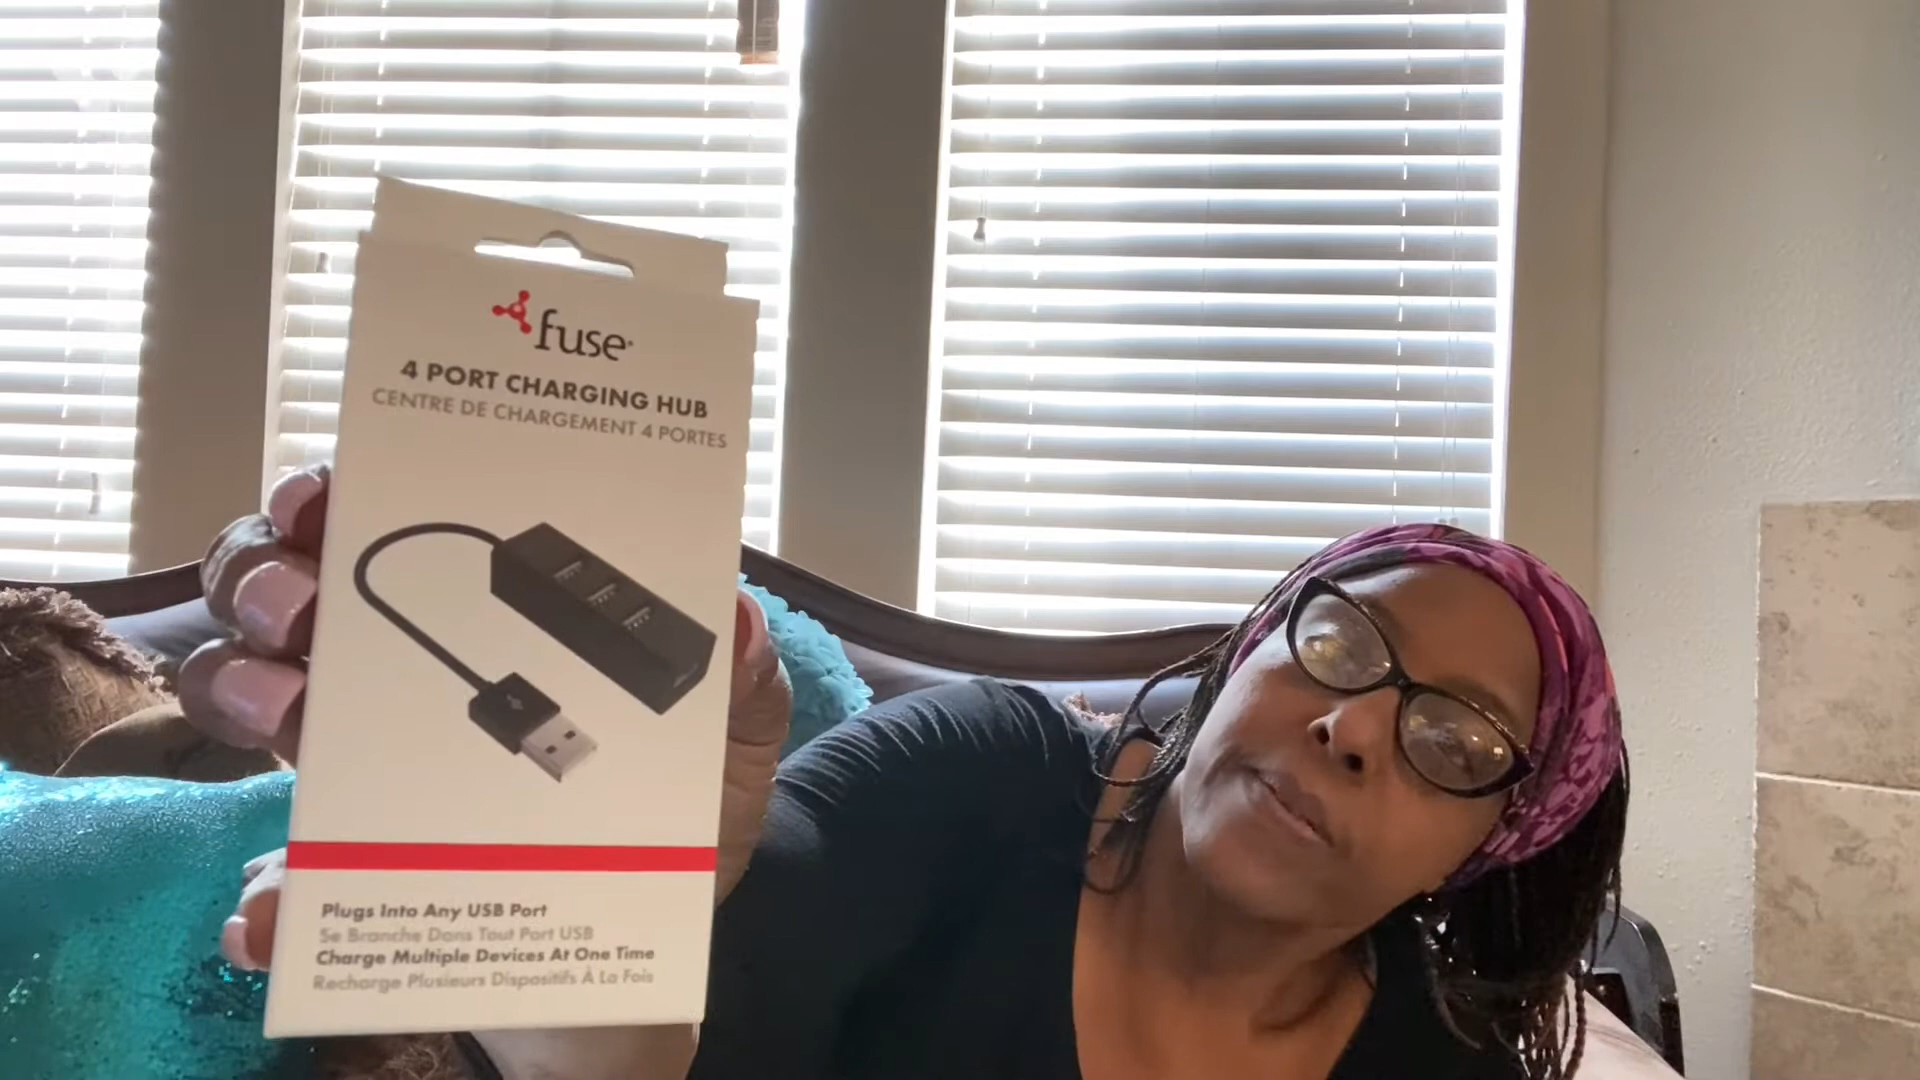 fuse
4 PORT CHARGING HUB
CENTRE DE CHARGEMENT 4 PORTES
Plugs Into Any USB Port
Se Branche Dans Tout Port USB
Charge Multiple Devices At One Time
Recharge Plusieurs Dispositifs À La Fois